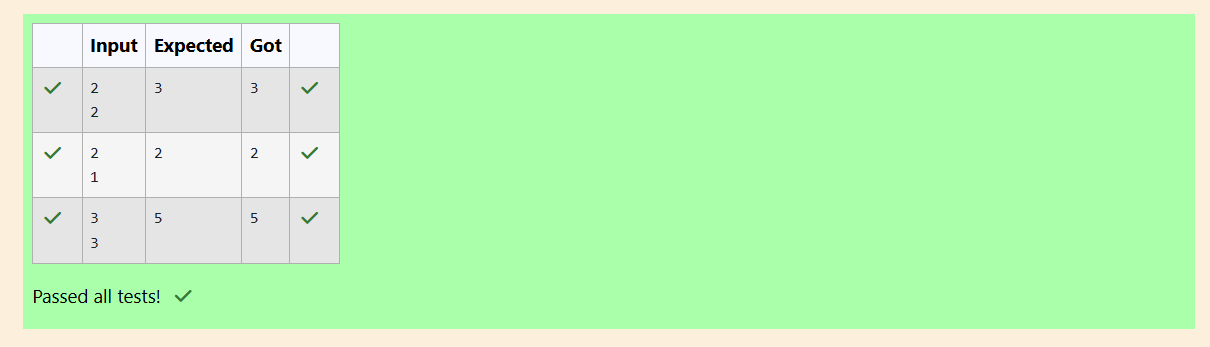 Input Expected Got
2 3 3
2
2 2 2
1
3 5 5
3
Passed all tests!